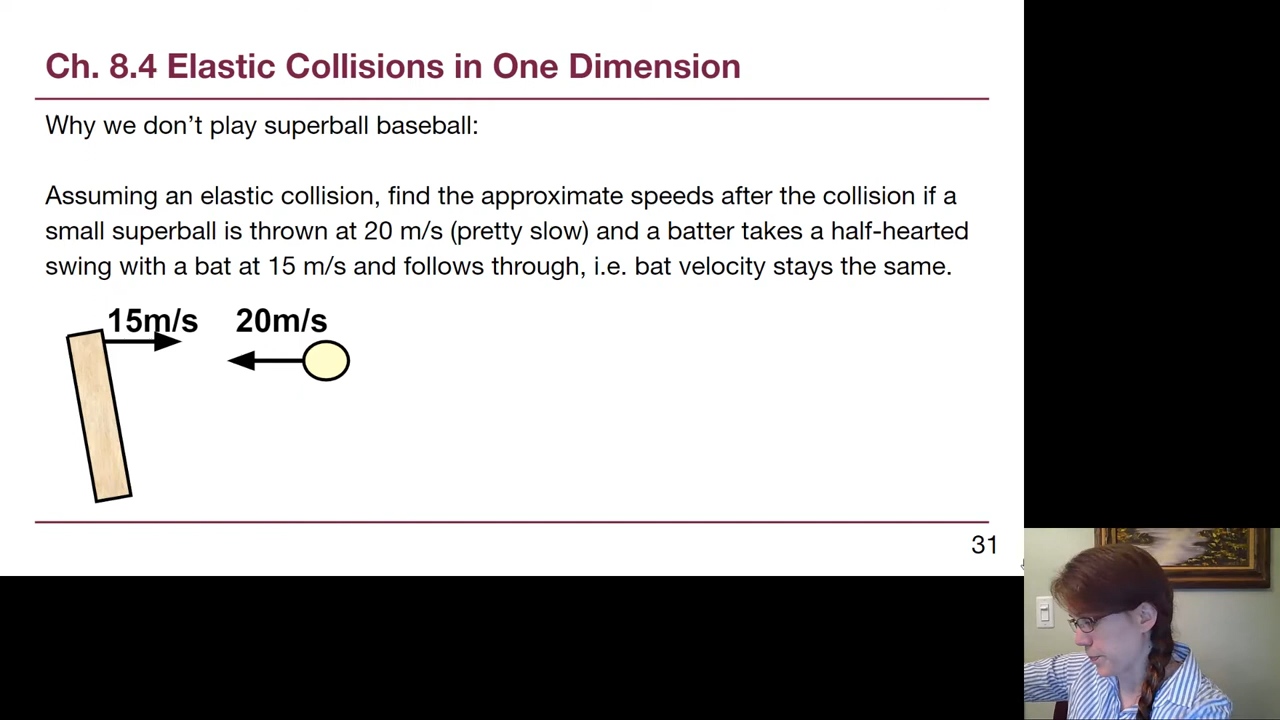 Ch. 8.4 Elastic Collisions in One Dimension
Why we don't play superball baseball:
Assuming an elastic collision, find the approximate speeds after the collision if a
small superball is thrown at 20 m/s (pretty slow) and a batter takes a half-hearted
swing with a bat at 15 m/s and follows through, i.e. bat velocity stays the same.
15m/s 20m/s
31